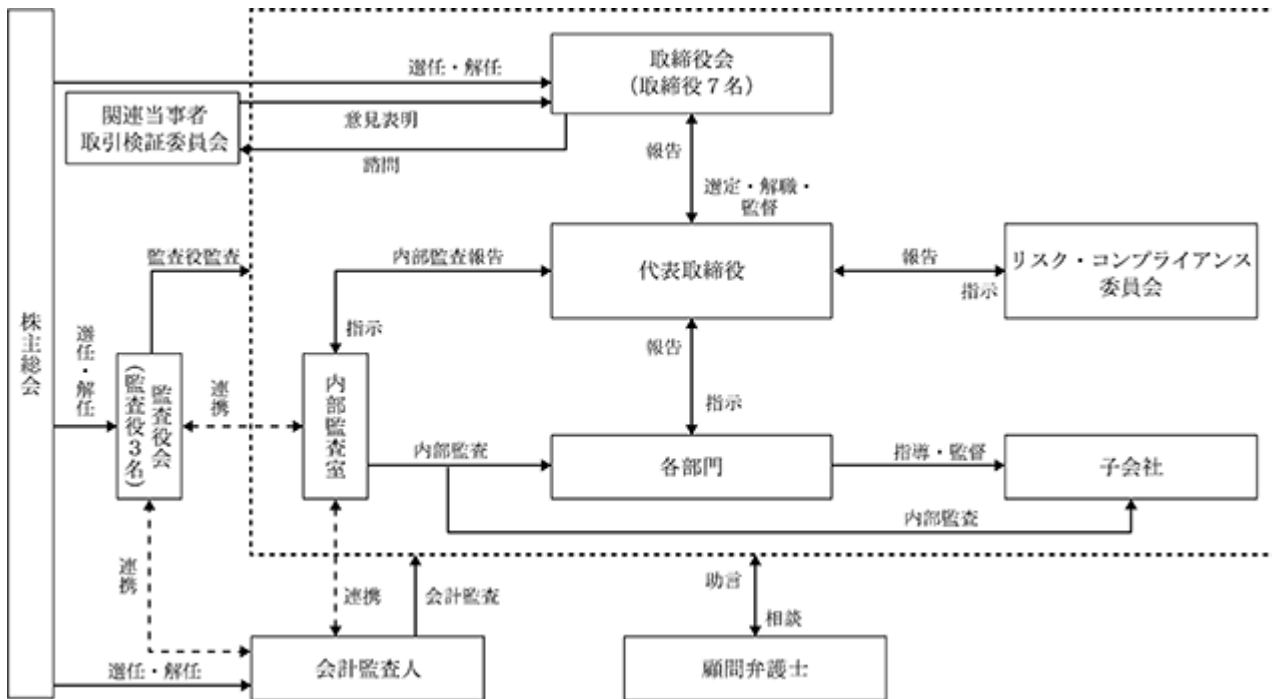 取締役会
（取締役７名）
選任・解任
関連当事者
取引検証委員会
意見表明
諮問
報告
選定・解職・
監督
監査役監査
内部監査報告
代表取締役
報告
指示
リスク・コンプライアンス
委員会
株主総会
選任・解任
指示
報告
監査役会
（監査役３名）
連携
内部監査室
指示
内部監査
各部門
指導・監督
子会社
内部監査
連携
連携
会計監査
助言
相談
選任・解任
会計監査人
顧問弁護士